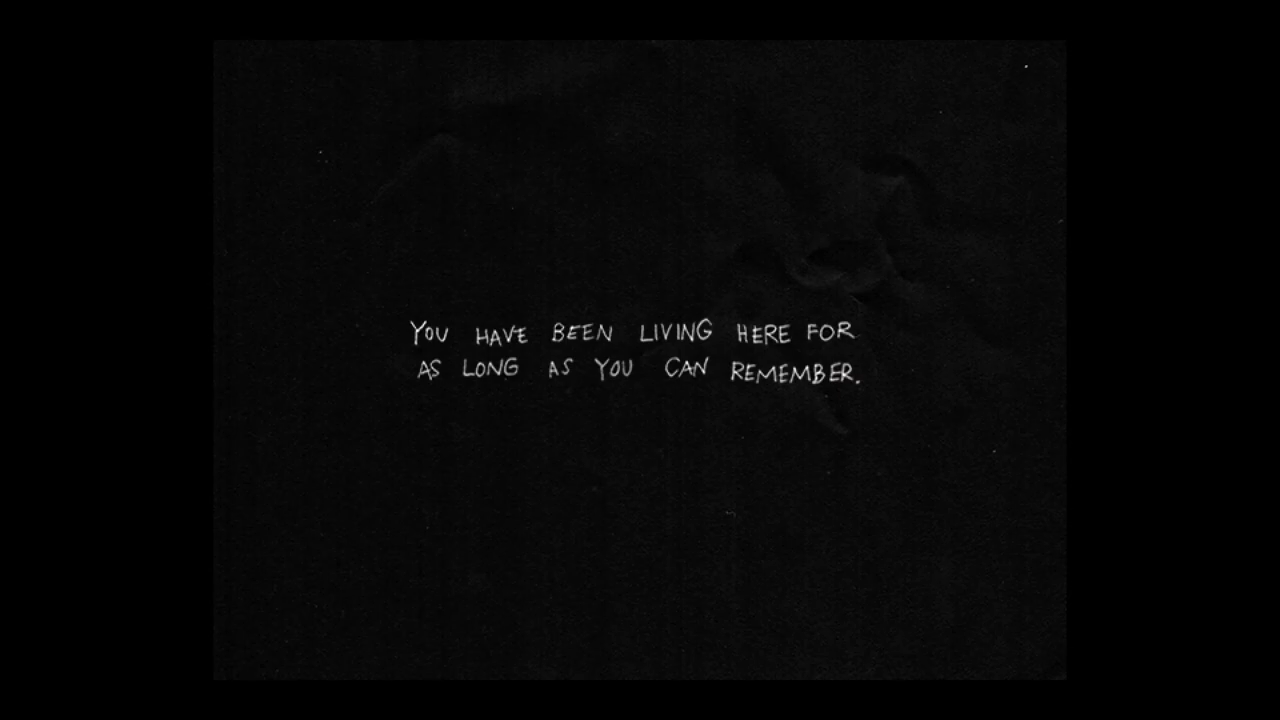 YOU HAVE BEEN LIVING HERE FOR
AS LONG AS YOU CAN REMEMBER.